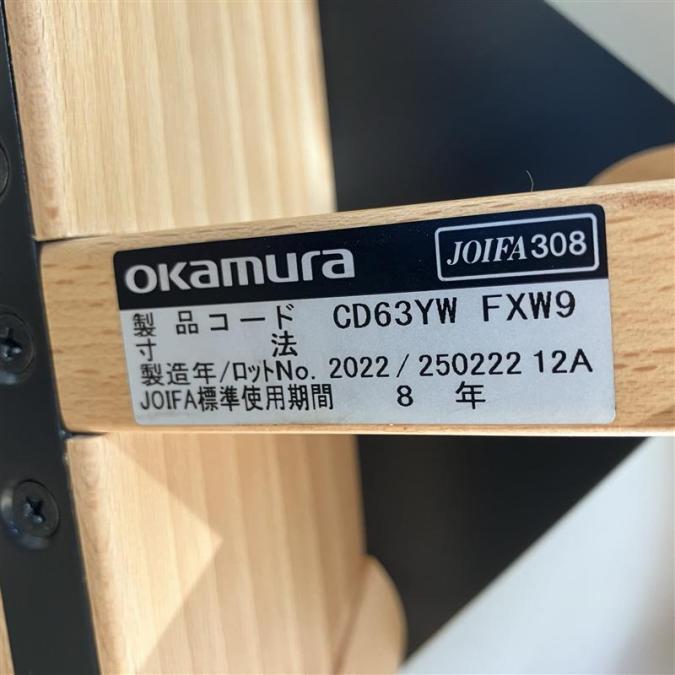 okamura JOIFA308
製品コード CD63YW FXW9
寸法
製造年/ロットNo. 2022/250222 12A
JOIFA標準使用期間 8年